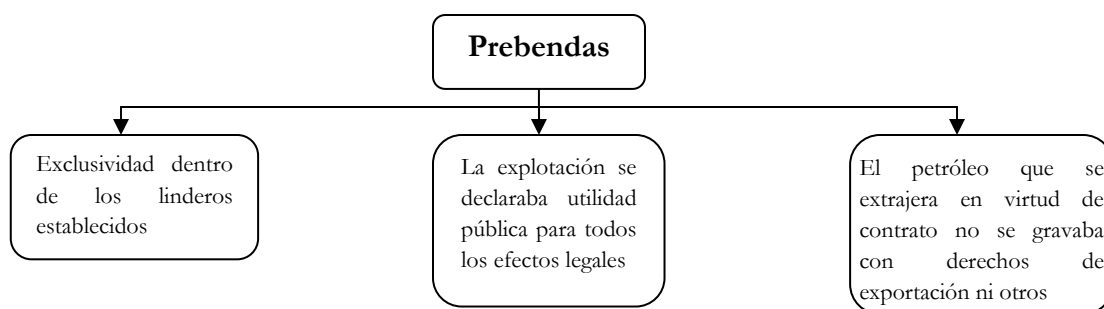 Prebendas
Exclusividad dentro
de los linderos
establecidos
La explotación se
declaraba utilidad
pública para todos
los efectos legales
El petróleo que se
extrajera en virtud de
contrato no se gravaba
con derechos de
exportación ni otros